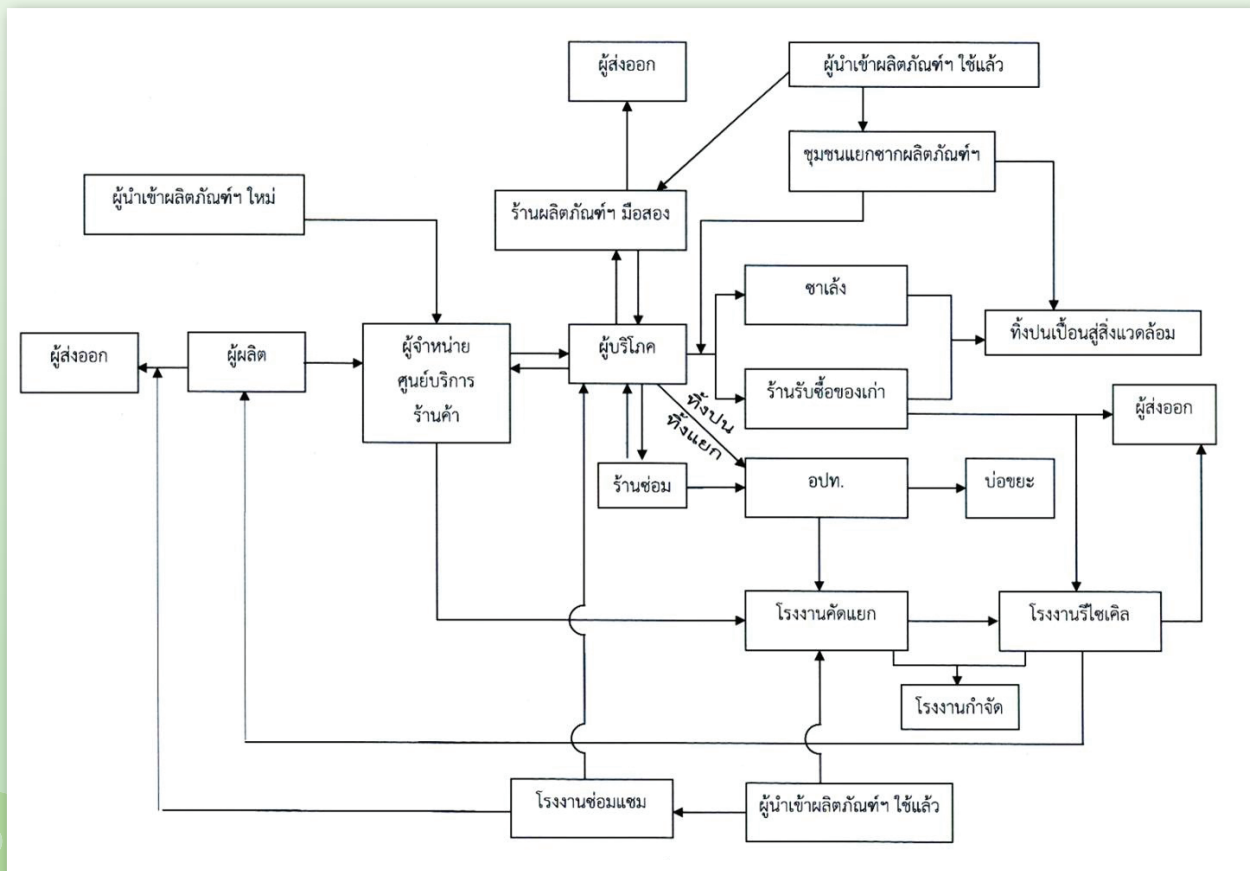 ผู้ส่งออก
ผู้นำเข้าผลิตภัณฑ์ฯ ใช้แล้ว
ชุมชนแยกซากผลิตภัณฑ์ฯ
ผู้นำเข้าผลิตภัณฑ์ฯ ใหม่
ร้านผลิตภัณฑ์ฯ มือสอง
ซาเล้ง
ทิ้งปนเปื้อนสู่สิ่งแวดล้อม
ผู้ส่งออก
ผู้ผลิต
ผู้จำหน่าย
ศูนย์บริการ
ร้านค้า
ผู้บริโภค
ร้านรับซื้อของเก่า
ผู้ส่งออก
ทิ้งปน
ทิ้งแยก
ร้านซ่อม
อปท.
บ่อขยะ
โรงงานคัดแยก
โรงงานรีไซเคิล
โรงงานกำจัด
โรงงานซ่อมแซม
ผู้นำเข้าผลิตภัณฑ์ฯ ใช้แล้ว